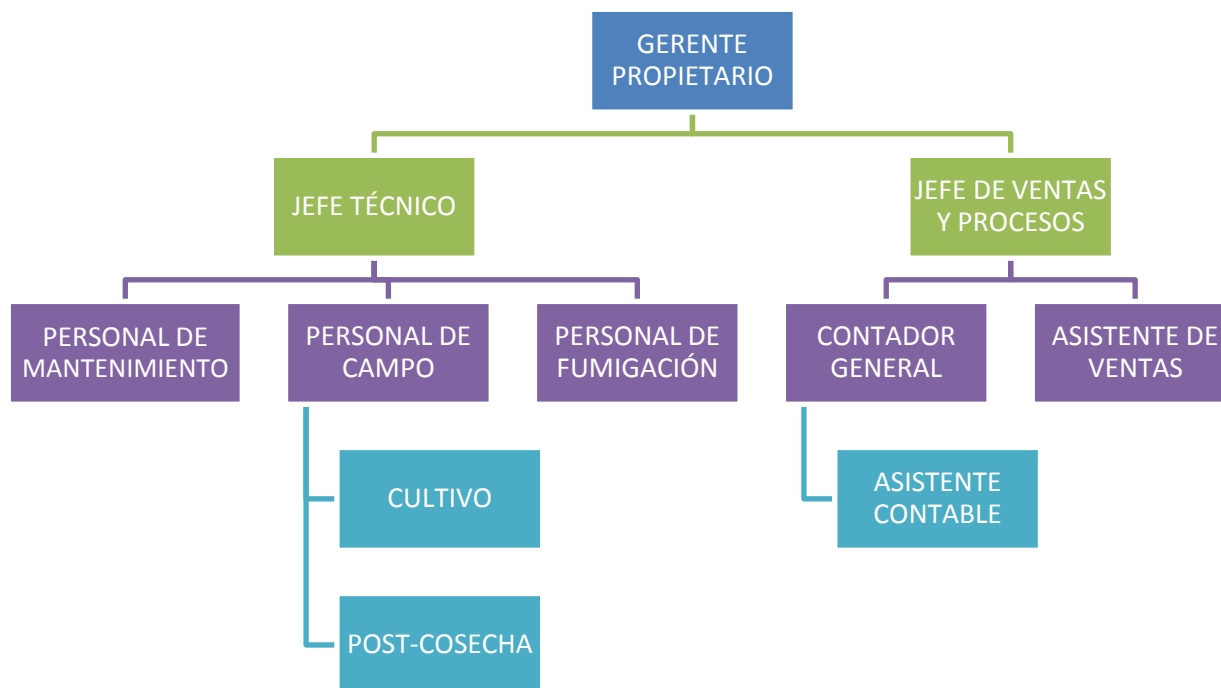 GERENTE
PROPIETARIO
JEFE TÉCNICO
JEFE DE VENTAS
Y PROCESOS
PERSONAL DE
MANTENIMIENTO
PERSONAL DE
CAMPO
PERSONAL DE
FUMIGACIÓN
CONTADOR
GENERAL
ASISTENTE DE
VENTAS
CULTIVO
ASISTENTE
CONTABLE
POST-COSECHA